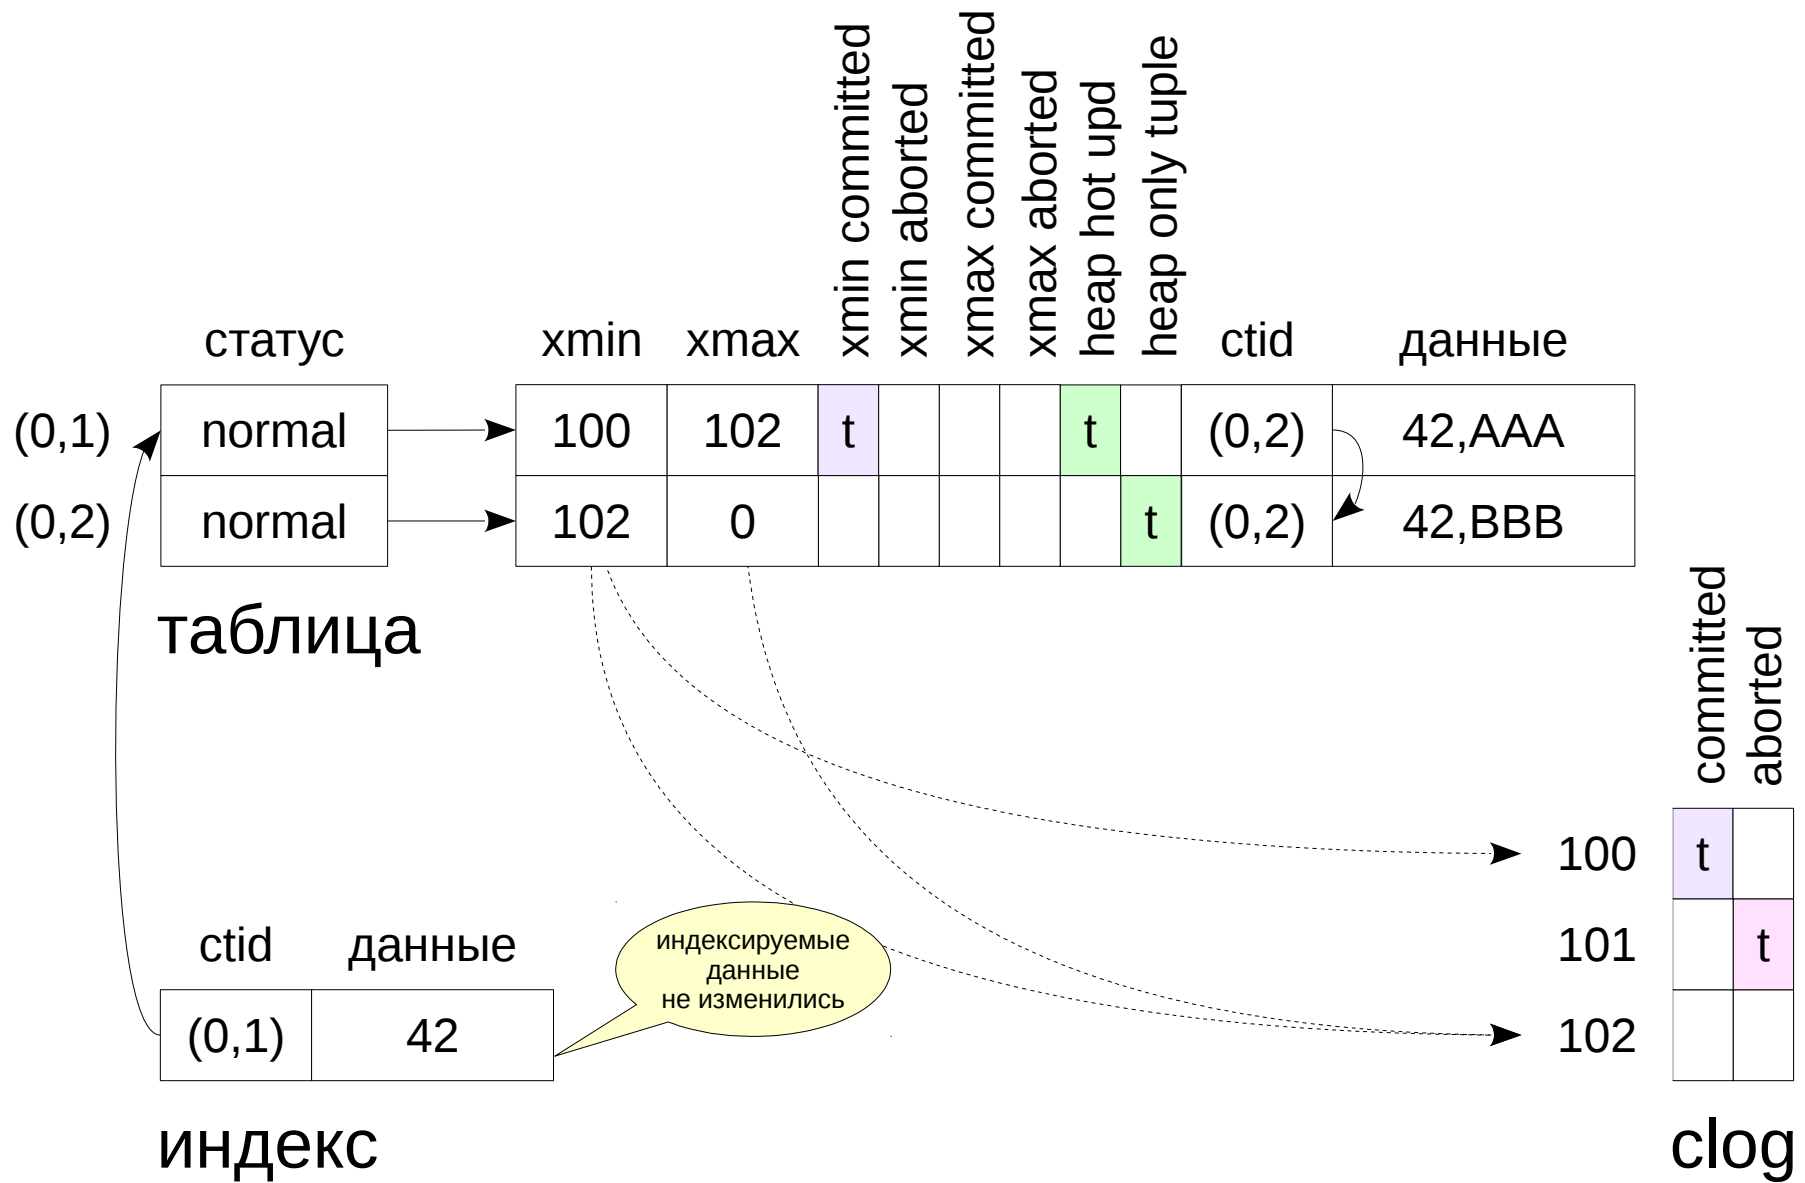 xmin committed
xmin aborted
xmax committed
xmax aborted
heap hot upd
heap only tuple
статус xmin xmax ctid данные
(0,1) normal 100 102 t t (0,2) 42,AAA
(0,2) normal 102 0 t (0,2) 42,BBB
таблица
committed
aborted
100 t
101 t
102
clog
ctid данные
(0,1) 42
индексируемые
данные
не изменились
индекс